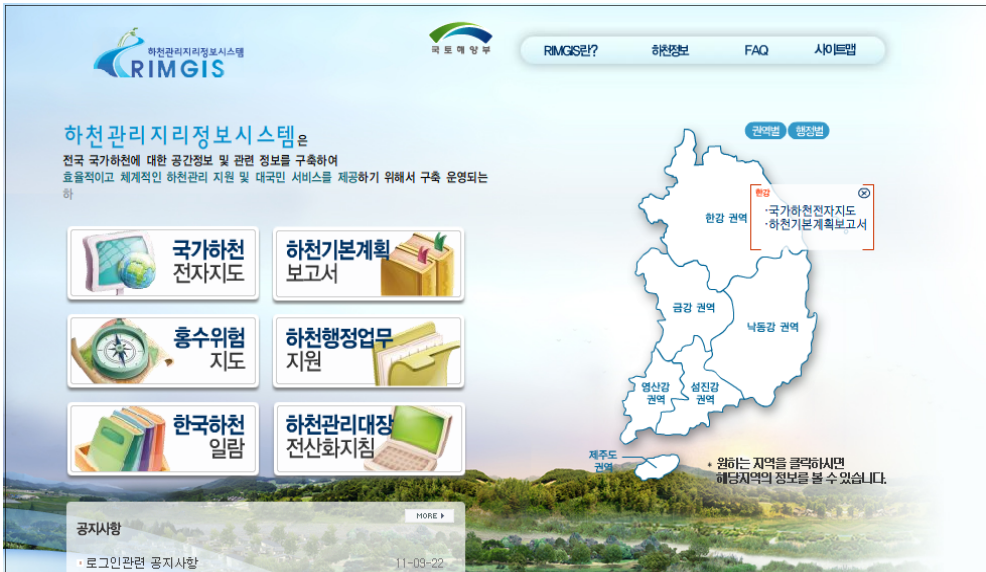 하천관리지리정보시스템
RIMGIS
국토해양부
RIMGIS란?
하천정보
FAQ
사이트맵
하천관리지리정보시스템은
전국 국가하천에 대한 공간정보 및 관련 정보를 구축하여
효율적이고 체계적인 하천관리 지원 및 대국민 서비스를 제공하기 위해서 구축 운영되는
하
국가하천
전자지도
하천기본계획
보고서
홍수위험
지도
하천행정업무
지원
한국하천
일람
하천관리대장
전산화지침
권역별
행정별
한강 권역
한강
·국가하천전자지도
·하천기본계획보고서
금강 권역
낙동강 권역
영산강
권역
섬진강
권역
제주도
권역
* 원하는 지역을 클릭하시면
해당지역의 정보를 볼 수 있습니다.
공지사항
MORE
로그인관련 공지사항
11-09-22